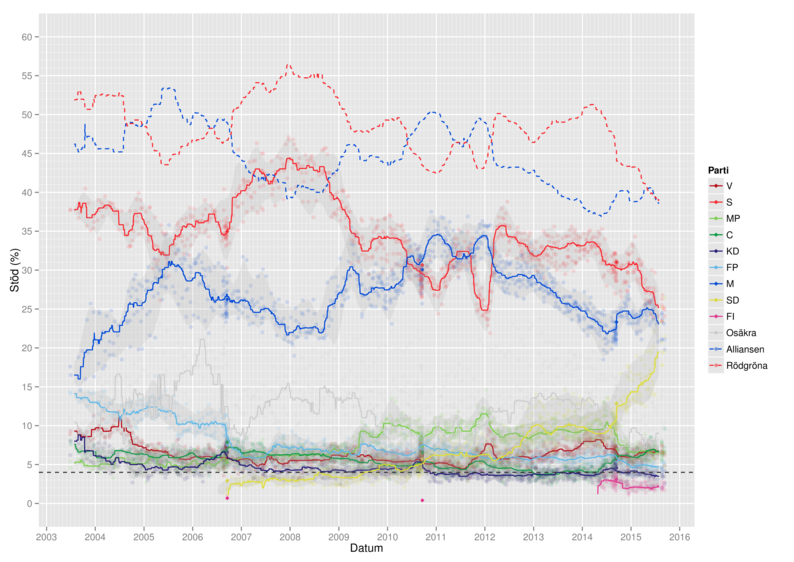 60
55
50
45
40
35
30
25
20
15
10
5
0
Stöd (%)
2003 2004 2005 2006 2007 2008 2009 2010 2011 2012 2013 2014 2015 2016
Datum
Parti
V
S
MP
C
KD
FP
M
SD
FI
Osäkra
Alliansen
Rödgröna